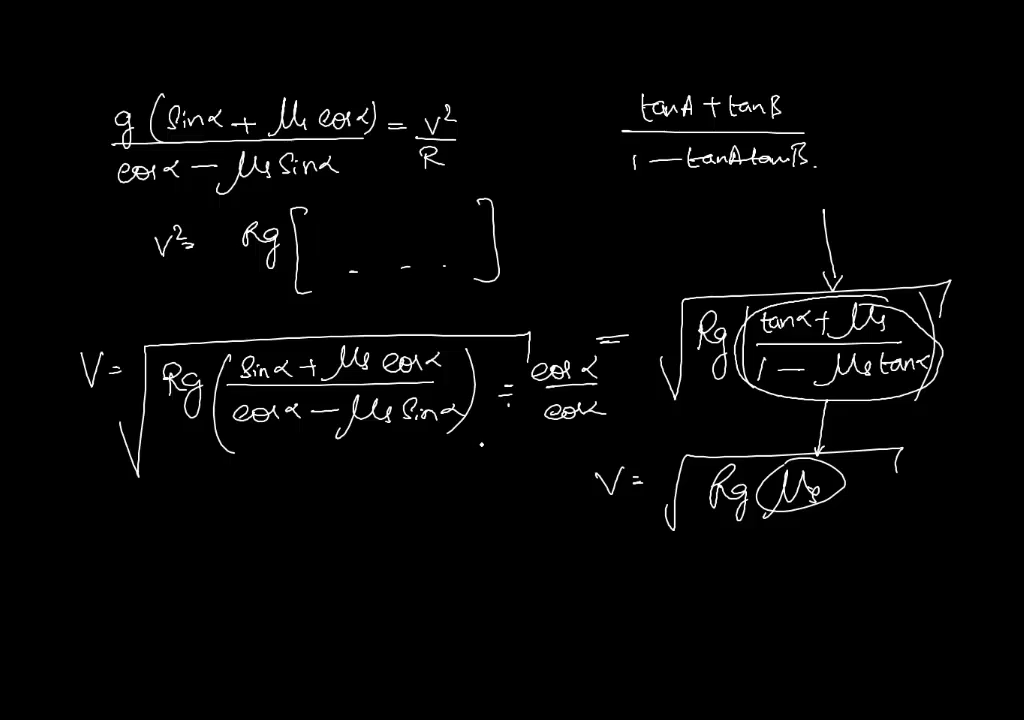 g (sinα + μs cosα) / cosα − μs sinα = v² / R
tanA + tanB / 1 − tanA tanB.
v² = Rg [ - - . ]
V = √ Rg ( sinα + μs cosα / cosα − μs sinα ) ÷ cosα / cosα = √ Rg ( tanα + μs / 1 − μs tanα )
V = √ Rg μs